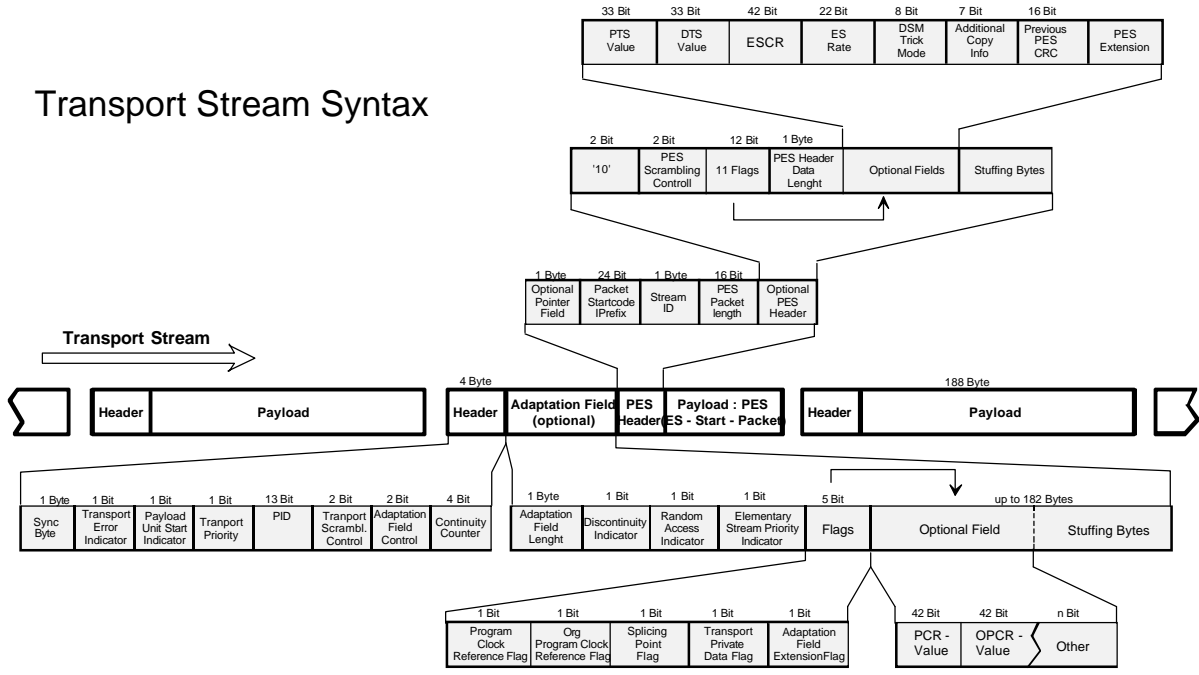 33 Bit 33 Bit 42 Bit 22 Bit 8 Bit 7 Bit 16 Bit
PTS Value
DTS Value
ESCR
ES Rate
DSM Trick Mode
Additional Copy Info
Previous PES CRC
PES Extension
Transport Stream Syntax
2 Bit 2 Bit 12 Bit 1 Byte
'10'
PES Scrambling Controll
11 Flags
PES Header Data Lenght
Optional Fields
Stuffing Bytes
1 Byte 24 Bit 1 Byte 16 Bit
Optional Pointer Field
Packet Startcode IPrefix
Stream ID
PES Packet length
Optional PES Header
Transport Stream
4 Byte 188 Byte
Header
Payload
Header
Adaptation Field (optional)
PES Header
Payload : PES (ES - Start - Packet)
Header
Payload
1 Byte 1 Bit 1 Bit 1 Bit 13 Bit 2 Bit 2 Bit 4 Bit
Sync Byte
Transport Error Indicator
Payload Unit Start Indicator
Tranport Priority
PID
Tranport Scrambl. Control
Adaptation Field Control
Continuity Counter
1 Byte 1 Bit 1 Bit 1 Bit 5 Bit up to 182 Bytes
Adaptation Field Lenght
Discontinuity Indicator
Random Access Indicator
Elementary Stream Priority Indicator
Flags
Optional Field
Stuffing Bytes
1 Bit 1 Bit 1 Bit 1 Bit 1 Bit
Program Clock Reference Flag
Org Program Clock Reference Flag
Splicing Point Flag
Transport Private Data Flag
Adaptation Field ExtensionFlag
42 Bit 42 Bit n Bit
PCR - Value
OPCR - Value
Other